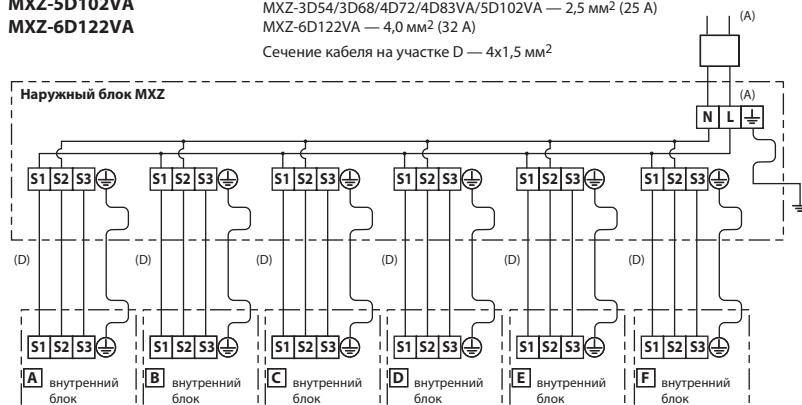 MXZ-5D102VA
MXZ-6D122VA
MXZ-3D54/3D68/4D72/4D83VA/5D102VA — 2,5 мм² (25 А)
MXZ-6D122VA — 4,0 мм² (32 А)
Сечение кабеля на участке D — 4х1,5 мм²
(A)
Наружный блок MXZ
(A)
N L
S1 S2 S3 S1 S2 S3 S1 S2 S3 S1 S2 S3 S1 S2 S3 S1 S2 S3
(D) (D) (D) (D) (D) (D)
S1 S2 S3 S1 S2 S3 S1 S2 S3 S1 S2 S3 S1 S2 S3 S1 S2 S3
A внутренний блок
B внутренний блок
C внутренний блок
D внутренний блок
E внутренний блок
F внутренний блок